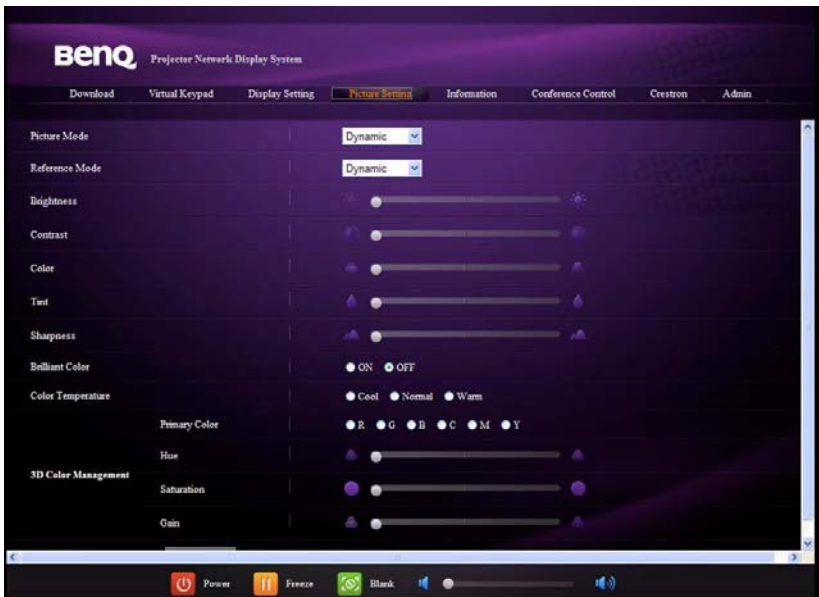 BenQ Projector Network Display System
Download Virtual Keypad Display Setting Picture Setting Information Conference Control Crestron Admin
Picture Mode Dynamic
Reference Mode Dynamic
Brightness
Contrast
Color
Tint
Sharpness
Brilliant Color ON OFF
Color Temperature Cool Normal Warm
Primary Color R G B C M Y
Hue
3D Color Management
Saturation
Gain
Power Freeze Blank